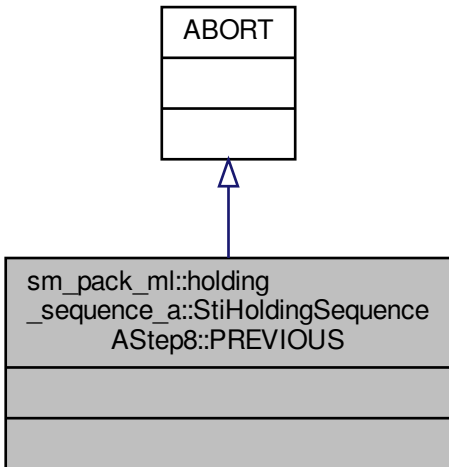 ABORT
sm_pack_ml::holding
_sequence_a::StiHoldingSequence
AStep8::PREVIOUS